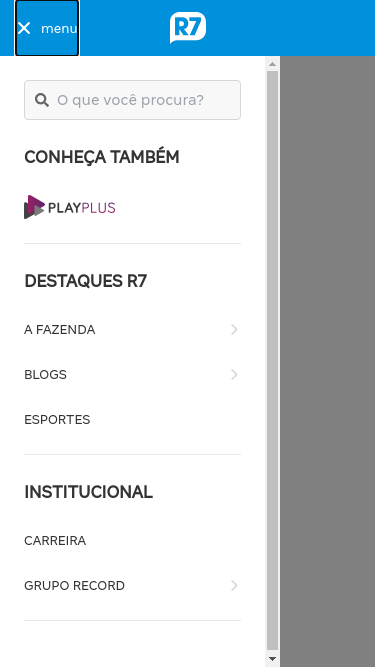 menu
R7
O que você procura?
CONHEÇA TAMBÉM
PLAYPLUS
DESTAQUES R7
A FAZENDA
BLOGS
ESPORTES
INSTITUCIONAL
CARREIRA
GRUPO RECORD